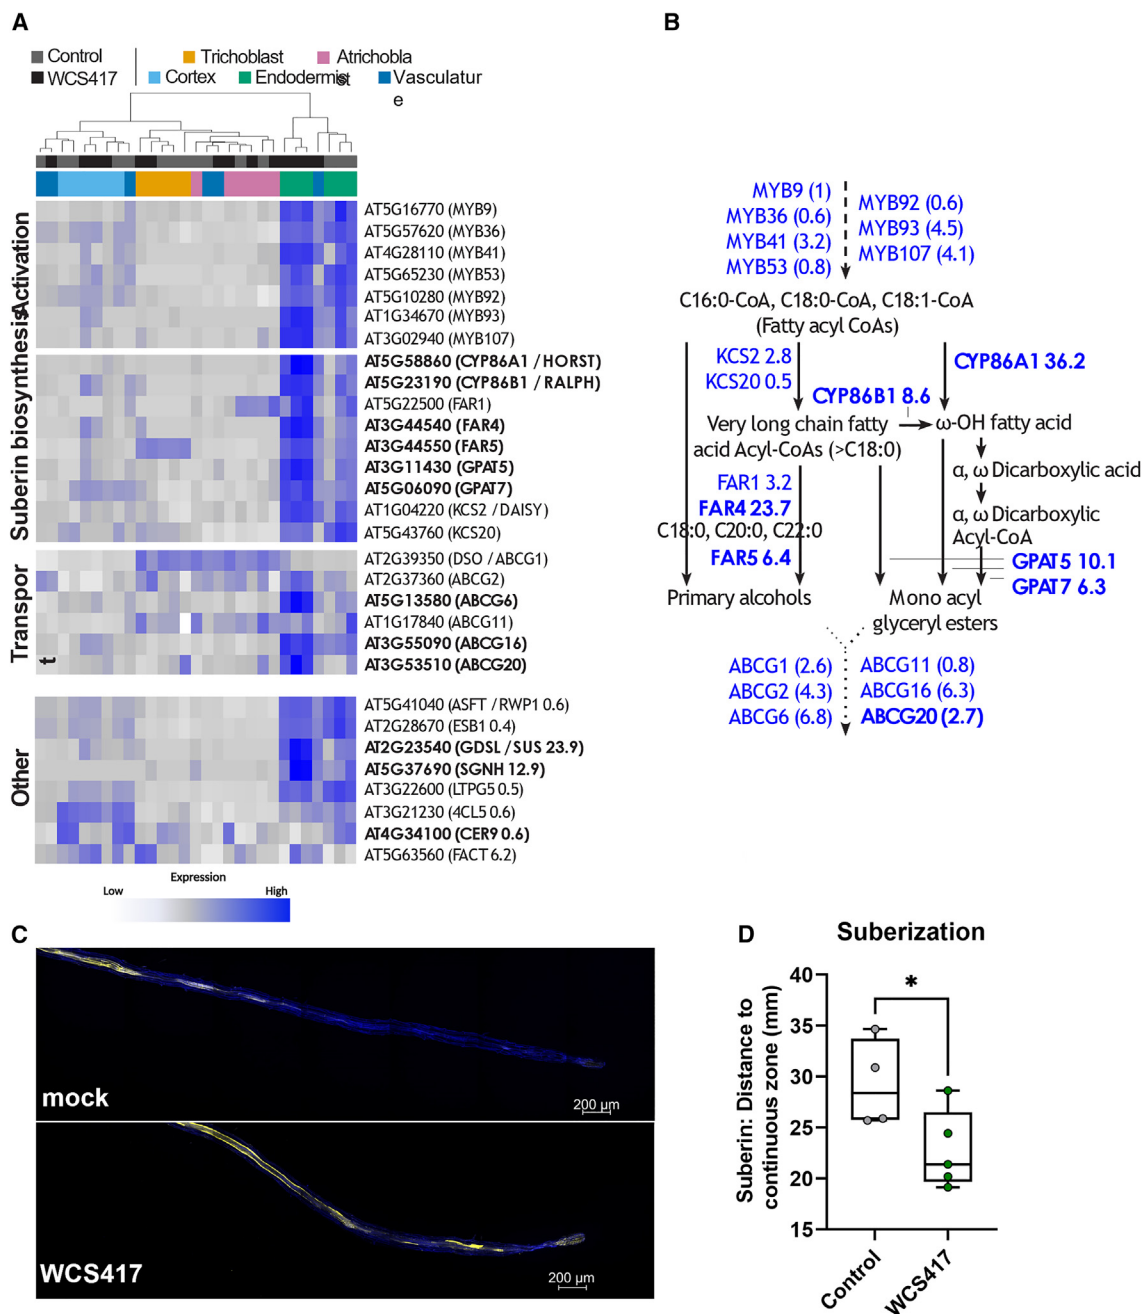 A
Control
WCS417
Trichoblast
Atrichobla
st
Cortex
Endodermis
Vasculatur
e
Activation
AT5G16770 (MYB9)
AT5G57620 (MYB36)
AT4G28110 (MYB41)
AT5G65230 (MYB53)
AT5G10280 (MYB92)
AT1G34670 (MYB93)
AT3G02940 (MYB107)
Suberin biosynthesis
AT5G58860 (CYP86A1 / HORST)
AT5G23190 (CYP86B1 / RALPH)
AT5G22500 (FAR1)
AT3G44540 (FAR4)
AT3G44550 (FAR5)
AT3G11430 (GPAT5)
AT5G06090 (GPAT7)
AT1G04220 (KCS2 / DAISY)
AT5G43760 (KCS20)
Transpor
t
AT2G39350 (DSO / ABCG1)
AT2G37360 (ABCG2)
AT5G13580 (ABCG6)
AT1G17840 (ABCG11)
AT3G55090 (ABCG16)
AT3G53510 (ABCG20)
Other
AT5G41040 (ASFT / RWP1 0.6)
AT2G28670 (ESB1 0.4)
AT2G23540 (GDSL / SUS 23.9)
AT5G37690 (SGNH 12.9)
AT3G22600 (LTPG5 0.5)
AT3G21230 (4CL5 0.6)
AT4G34100 (CER9 0.6)
AT5G63560 (FACT 6.2)
Expression
Low
High
B
MYB9 (1)
MYB36 (0.6)
MYB41 (3.2)
MYB53 (0.8)
MYB92 (0.6)
MYB93 (4.5)
MYB107 (4.1)
C16:0-CoA, C18:0-CoA, C18:1-CoA
(Fatty acyl CoAs)
KCS2 2.8
KCS20 0.5
CYP86A1 36.2
CYP86B1 8.6
Very long chain fatty
acid Acyl-CoAs (>C18:0)
ω-OH fatty acid
α, ω Dicarboxylic acid
α, ω Dicarboxylic
Acyl-CoA
FAR1 3.2
FAR4 23.7
C18:0, C20:0, C22:0
FAR5 6.4
GPAT5 10.1
GPAT7 6.3
Primary alcohols
Mono acyl
glyceryl esters
ABCG1 (2.6)
ABCG2 (4.3)
ABCG6 (6.8)
ABCG11 (0.8)
ABCG16 (6.3)
ABCG20 (2.7)
C
mock
200 µm
WCS417
200 µm
D
Suberization
*
Suberin: Distance to
continuous zone (mm)
40
35
30
25
20
15
Control
WCS417